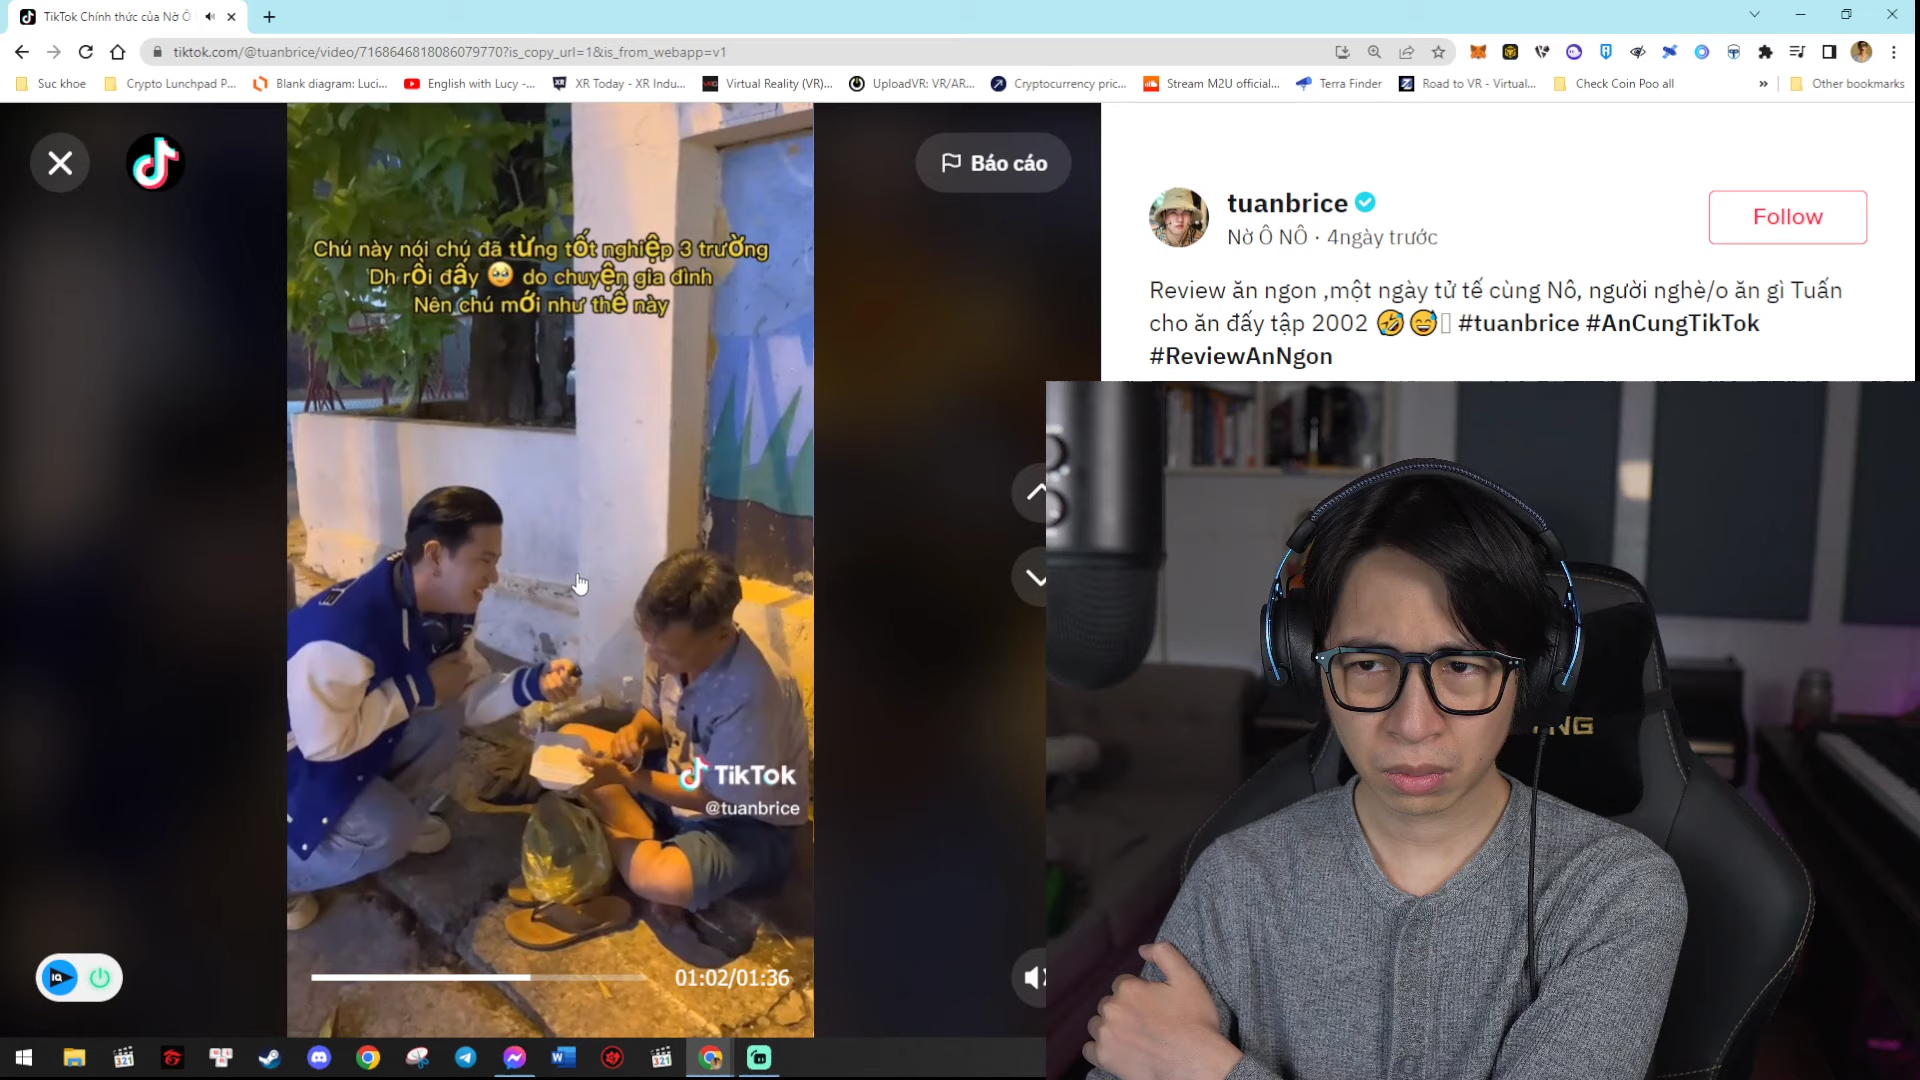 TikTok Chính thức của Nờ Ô
tiktok.com/@tuanbrice/video/7168646818086079770?is_copy_url=1&is_from_webapp=v1
Suc khoe
Crypto Lunchpad P...
Blank diagram: Luci...
English with Lucy -...
XR Today - XR Indu...
Virtual Reality (VR)...
UploadVR: VR/AR...
Cryptocurrency pric...
Stream M2U official...
Terra Finder
Road to VR - Virtual...
Check Coin Poo all
»
Other bookmarks
Báo cáo
Chú này nói chú đã từng tốt nghiệp 3 trường
Dh rồi đấy 🥹 do chuyện gia đình
Nên chú mới như thế này
TikTok
@tuanbrice
01:02/01:36
tuanbrice
Nờ Ô NÔ · 4ngày trước
Follow
Review ăn ngon ,một ngày tử tế cùng Nô, người nghè/o ăn gì Tuấn
cho ăn đấy tập 2002 🤣😅 #tuanbrice #AnCungTikTok
#ReviewAnNgon